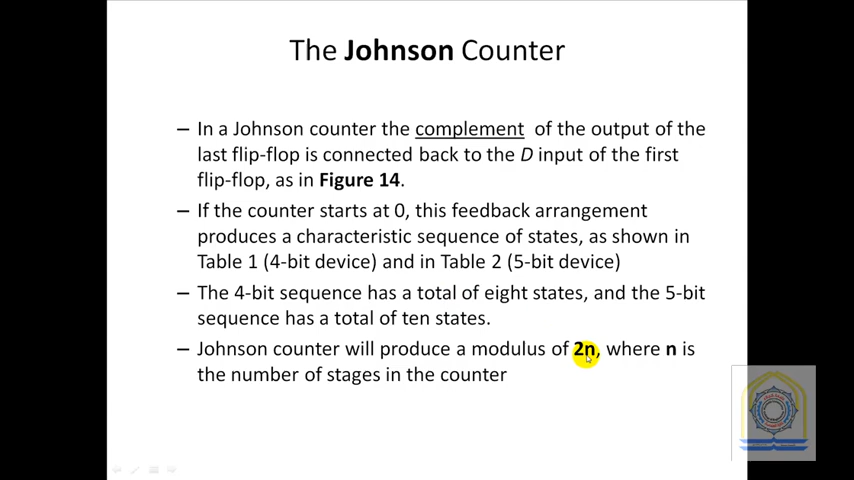 The Johnson Counter
– In a Johnson counter the complement of the output of the
last flip-flop is connected back to the D input of the first
flip-flop, as in Figure 14.
– If the counter starts at 0, this feedback arrangement
produces a characteristic sequence of states, as shown in
Table 1 (4-bit device) and in Table 2 (5-bit device)
– The 4-bit sequence has a total of eight states, and the 5-bit
sequence has a total of ten states.
– Johnson counter will produce a modulus of 2n, where n is
the number of stages in the counter